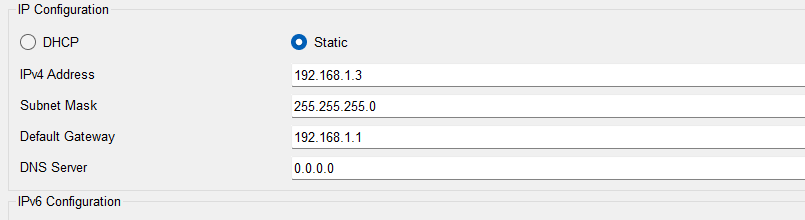 IP Configuration
DHCP Static
IPv4 Address 192.168.1.3
Subnet Mask 255.255.255.0
Default Gateway 192.168.1.1
DNS Server 0.0.0.0
IPv6 Configuration